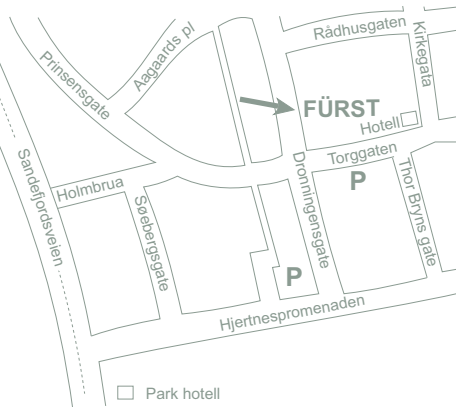 Rådhusgaten
Kirkegata
Aagaards pl
Prinsensgate
FÜRST
Hotell
Torggaten
P
Dronningensgate
Thor Bryns gate
Sandefjordsveien
Holmbrua
Søebergsgate
P
Hjertnespromenaden
Park hotell